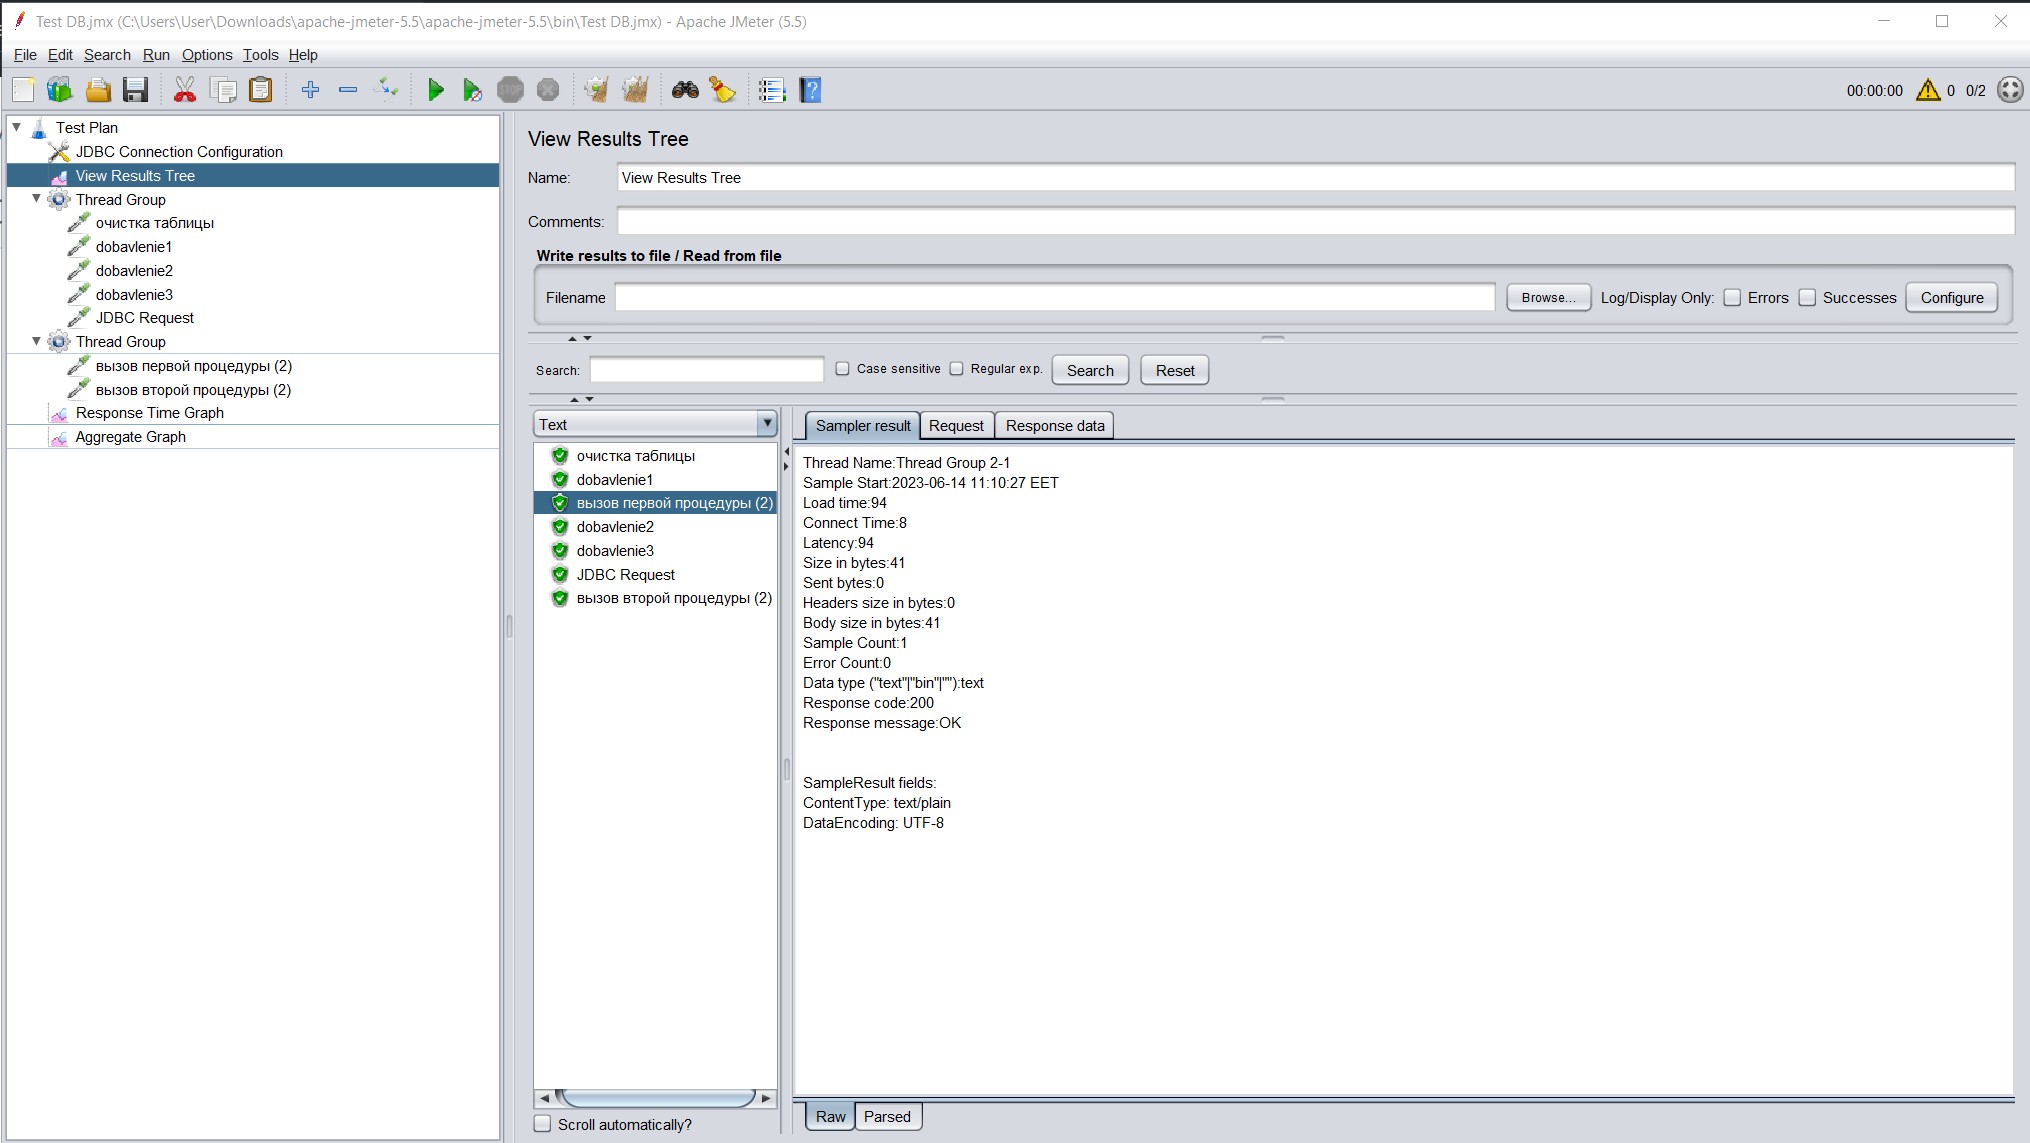 Test DB.jmx (C:\Users\User\Downloads\apache-jmeter-5.5\apache-jmeter-5.5\bin\Test DB.jmx) - Apache JMeter (5.5)
File Edit Search Run Options Tools Help
STOP
00:00:00 0 0/2
Test Plan
JDBC Connection Configuration
View Results Tree
Thread Group
очистка таблицы
dobavlenie1
dobavlenie2
dobavlenie3
JDBC Request
Thread Group
вызов первой процедуры (2)
вызов второй процедуры (2)
Response Time Graph
Aggregate Graph
View Results Tree
Name: View Results Tree
Comments:
Write results to file / Read from file
Filename Browse... Log/Display Only: Errors Successes Configure
Search: Case sensitive Regular exp. Search Reset
Text
очистка таблицы
dobavlenie1
вызов первой процедуры (2)
dobavlenie2
dobavlenie3
JDBC Request
вызов второй процедуры (2)
Scroll automatically?
Sampler result Request Response data
Thread Name:Thread Group 2-1
Sample Start:2023-06-14 11:10:27 EET
Load time:94
Connect Time:8
Latency:94
Size in bytes:41
Sent bytes:0
Headers size in bytes:0
Body size in bytes:41
Sample Count:1
Error Count:0
Data type ("text"|"bin"|""):text
Response code:200
Response message:OK
SampleResult fields:
ContentType: text/plain
DataEncoding: UTF-8
Raw Parsed